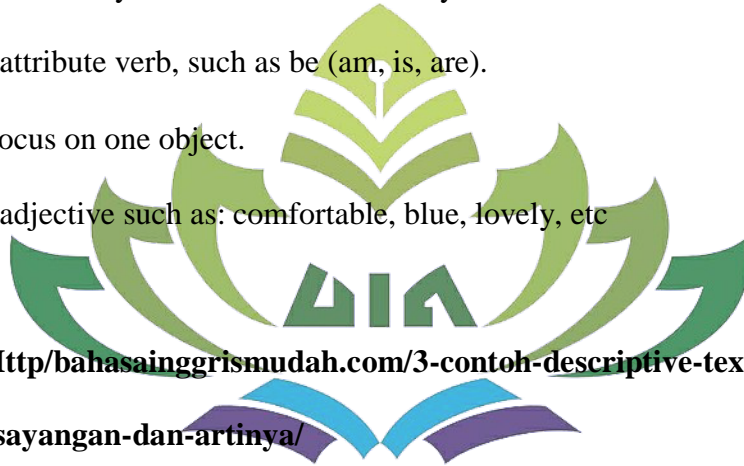 attribute verb, such as be (am, is, are).
ocus on one object.
adjective such as: comfortable, blue, lovely, etc
UIN
ttp/bahasainggrismudah.com/3-contoh-descriptive-tex
sayangan-dan-artinya/